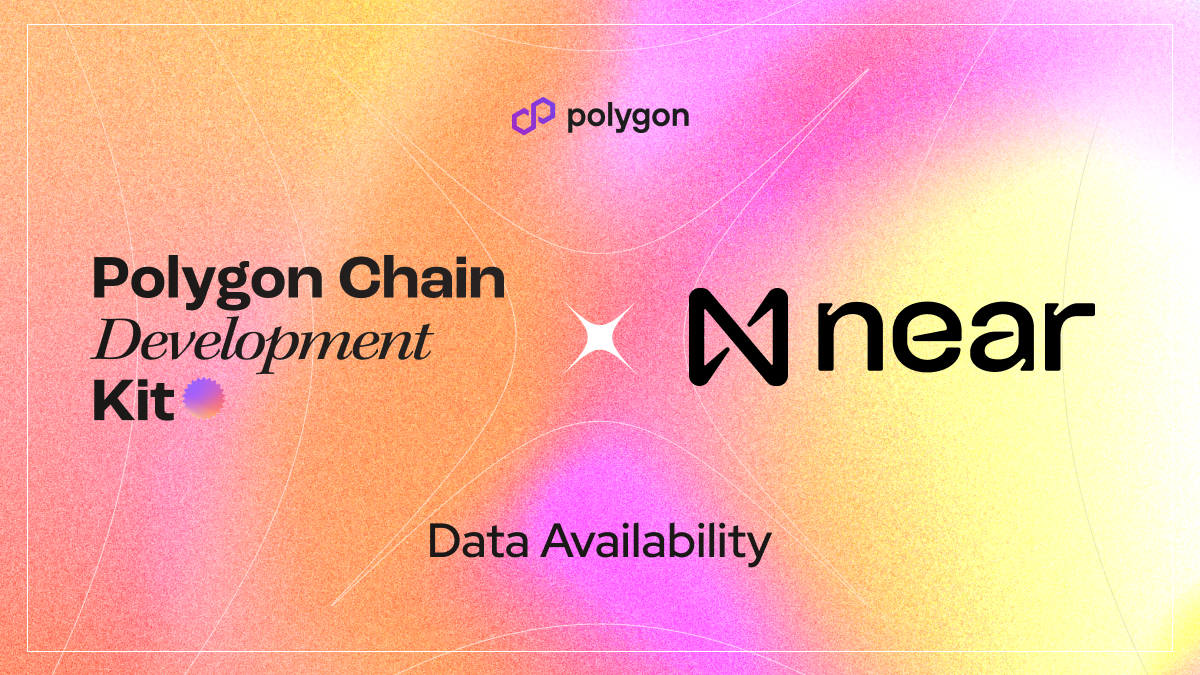 polygon
Polygon Chain
Development
Kit
near
Data Availability